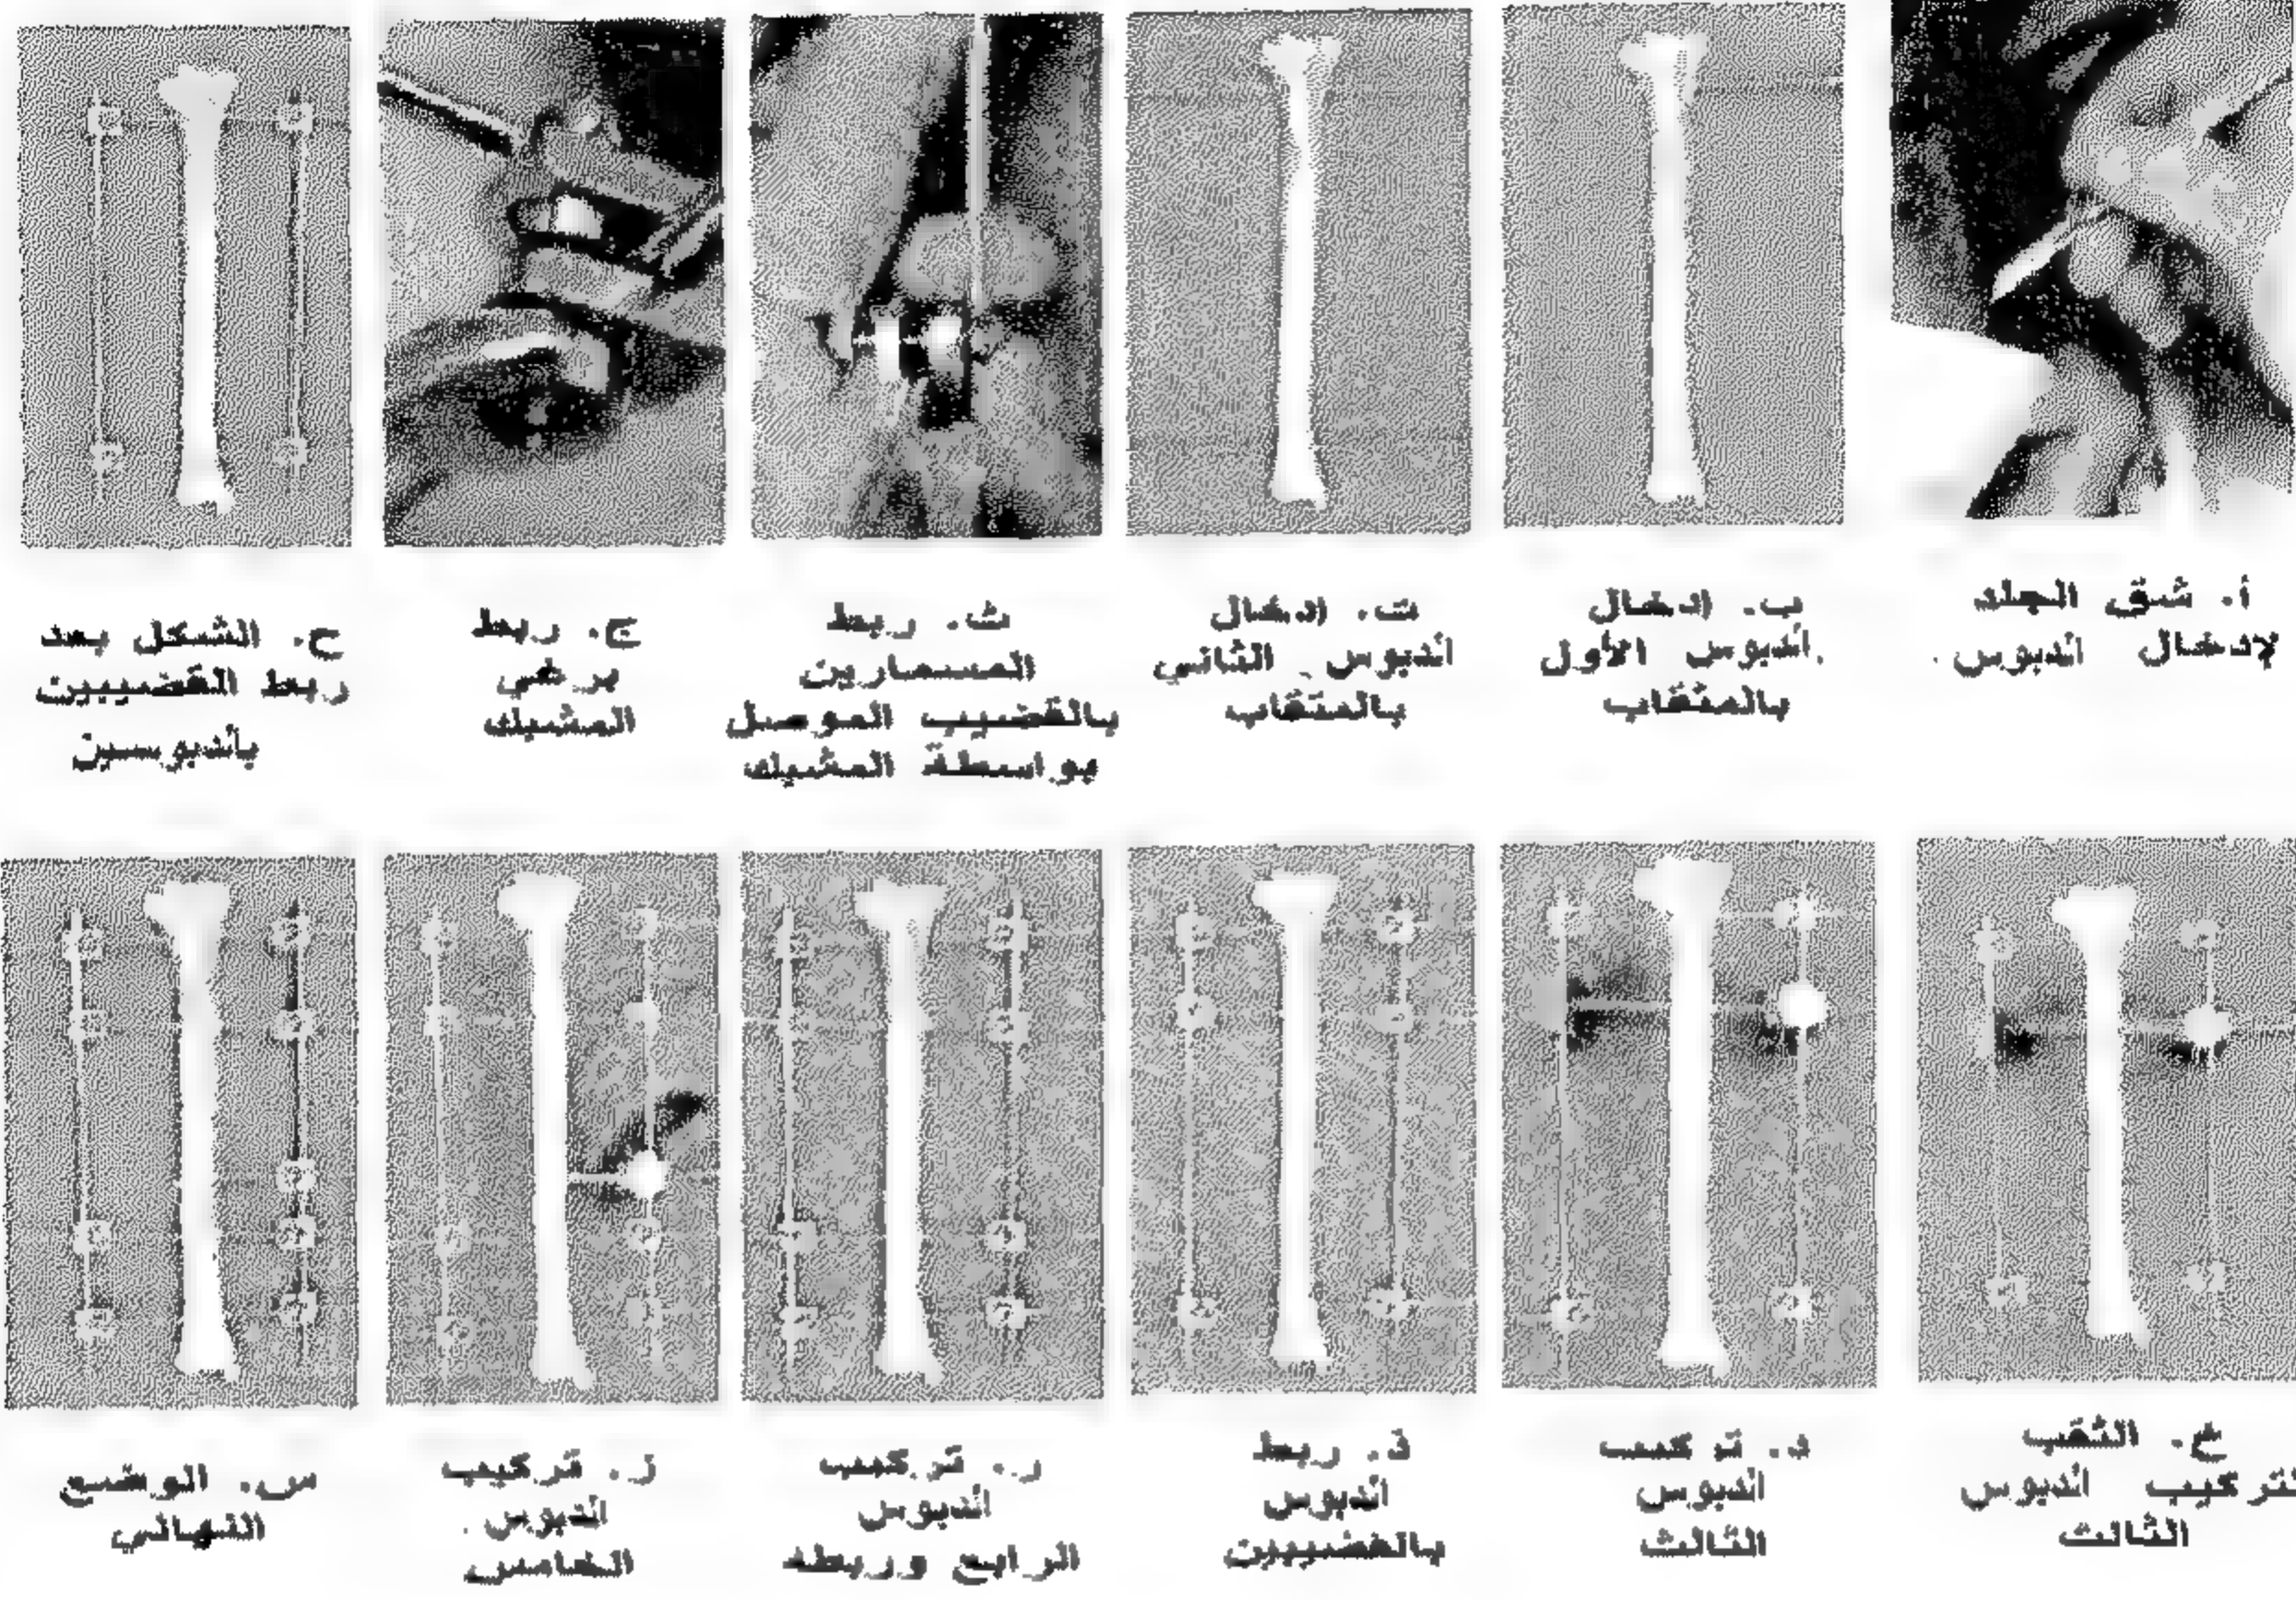 أ. شق الجلد
لإدخال الدبوس.
ب. إدخال
الدبوس الأول
بالمثقاب
ت. إدخال
الدبوس الثاني
بالمثقاب
ث. ربط
المسمارين
بالقضيب الموصل
بواسطة المشبك
ج. ربط
برغي
المشبك
ح. الشكل بعد
ربط القضيبين
بالدبوسين
خ. الثقب
لتركيب الدبوس
الثالث
د. تركيب
الدبوس
الثالث
ذ. ربط
الدبوس
بالقضيبين
ر. تركيب
الدبوس
الرابع وربطه
ز. تركيب
الدبوس
الخامس
س. الوضع
النهائي